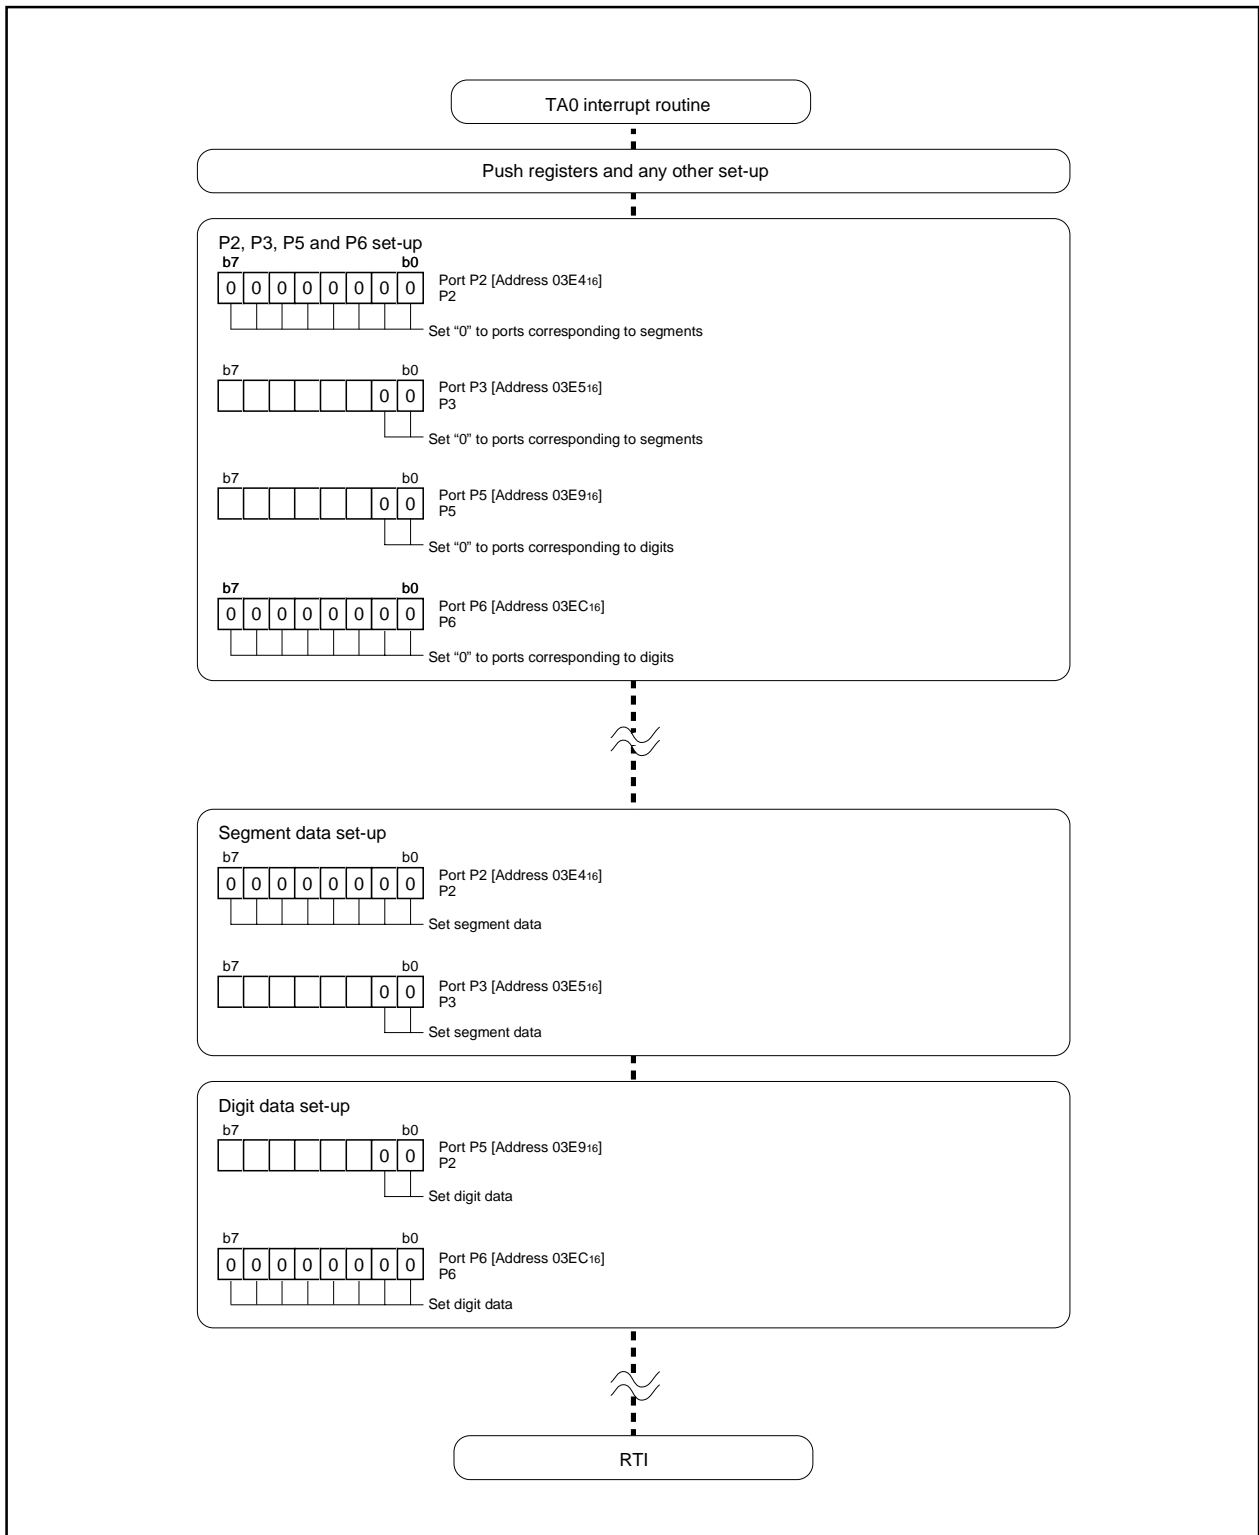 TA0 interrupt routine
Push registers and any other set-up
P2, P3, P5 and P6 set-up
b7 b0
0 0 0 0 0 0 0 0
Port P2 [Address 03E416]
P2
Set “0” to ports corresponding to segments
b7 b0
0 0
Port P3 [Address 03E516]
P3
Set “0” to ports corresponding to segments
b7 b0
0 0
Port P5 [Address 03E916]
P5
Set “0” to ports corresponding to digits
b7 b0
0 0 0 0 0 0 0 0
Port P6 [Address 03EC16]
P6
Set “0” to ports corresponding to digits
Segment data set-up
b7 b0
0 0 0 0 0 0 0 0
Port P2 [Address 03E416]
P2
Set segment data
b7 b0
0 0
Port P3 [Address 03E516]
P3
Set segment data
Digit data set-up
b7 b0
0 0
Port P5 [Address 03E916]
P2
Set digit data
b7 b0
0 0 0 0 0 0 0 0
Port P6 [Address 03EC16]
P6
Set digit data
RTI